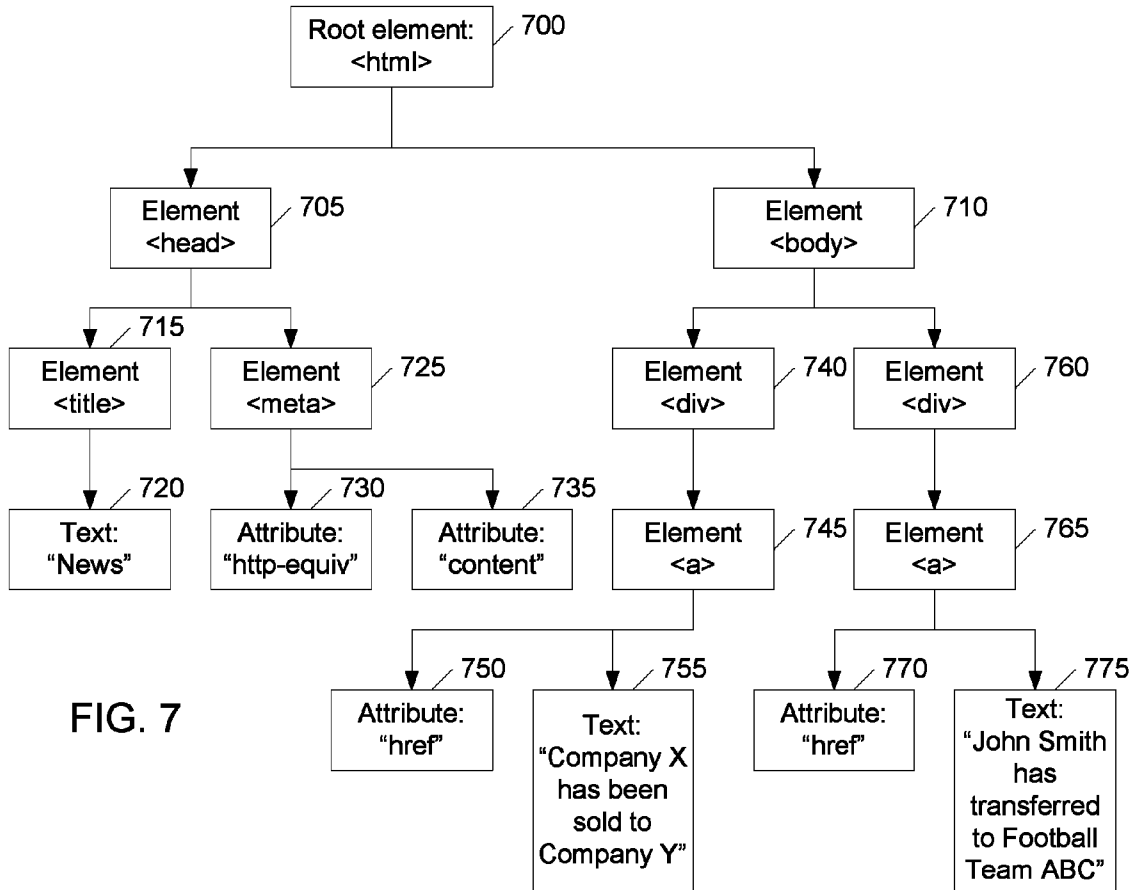 Root element:
<html>
700
Element
<head>
705
Element
<body>
710
Element
<title>
715
Element
<meta>
725
Element
<div>
740
Element
<div>
760
Text:
“News”
720
Attribute:
“http-equiv”
730
Attribute:
“content”
735
Element
<a>
745
Element
<a>
765
Attribute:
“href”
750
Text:
“Company X
has been
sold to
Company Y”
755
Attribute:
“href”
770
Text:
“John Smith
has
transferred
to Football
Team ABC”
775
FIG. 7